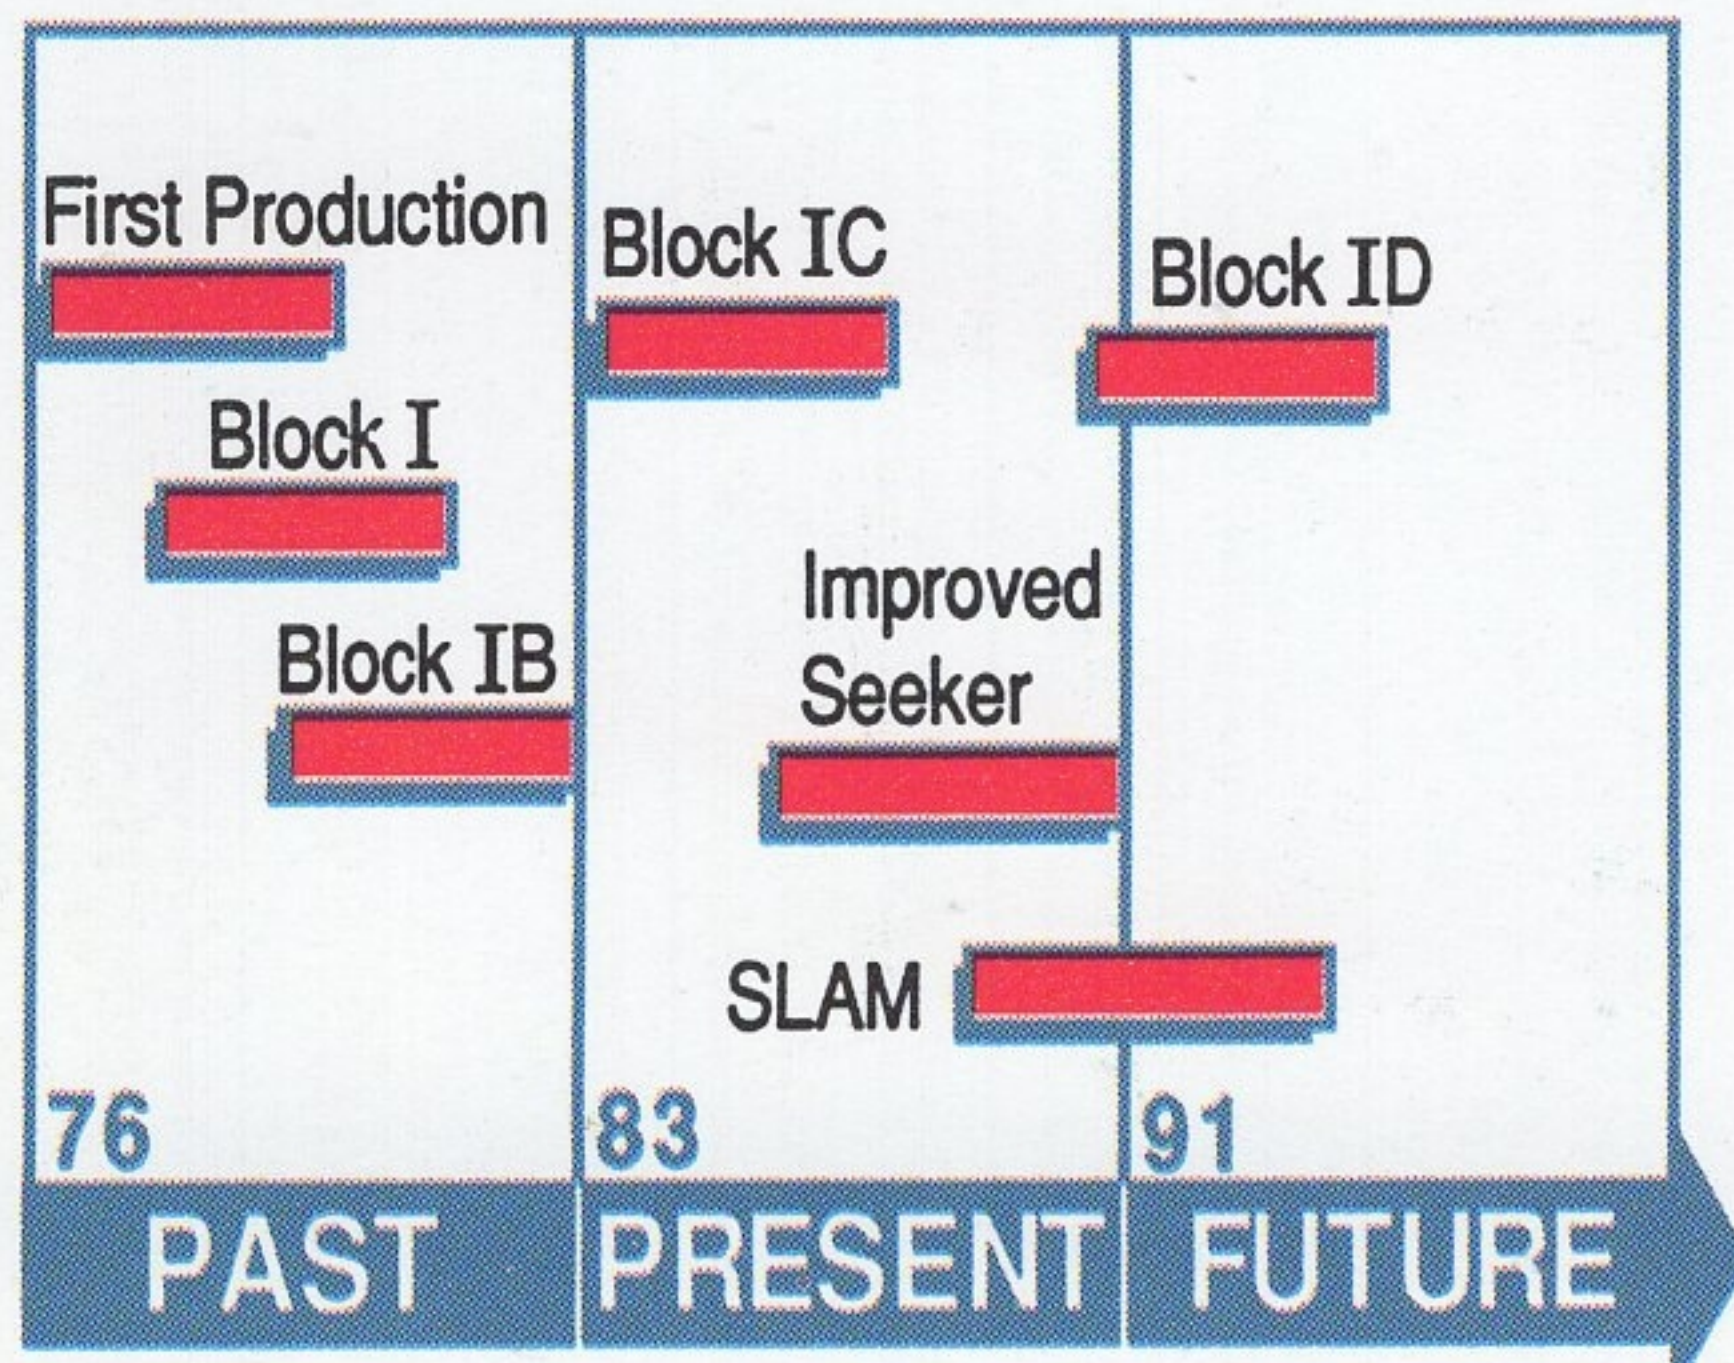 First Production
Block I
Block IB
Block IC
Improved
Seeker
SLAM
Block ID
76
83
91
PAST
PRESENT
FUTURE